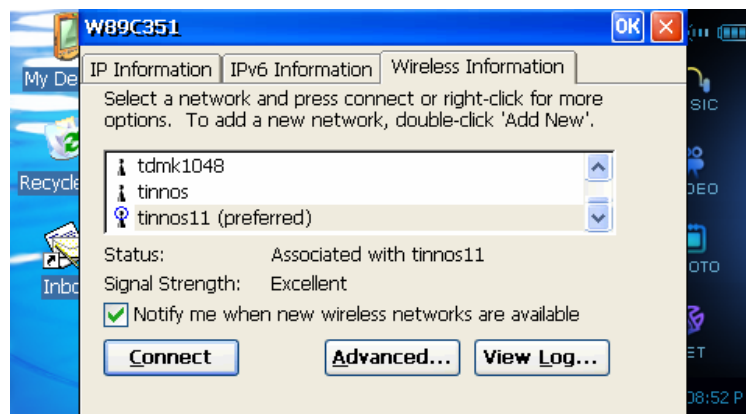 W89C351
OK
My De
IP Information
IPv6 Information
Wireless Information
Select a network and press connect or right-click for more
options. To add a new network, double-click 'Add New'.
SIC
tdmk1048
tinnos
tinnos11 (preferred)
Recycle
DEO
Status: Associated with tinnos11
Signal Strength: Excellent
OTO
Inbo
Notify me when new wireless networks are available
Connect
Advanced...
View Log...
ET
08:52 P